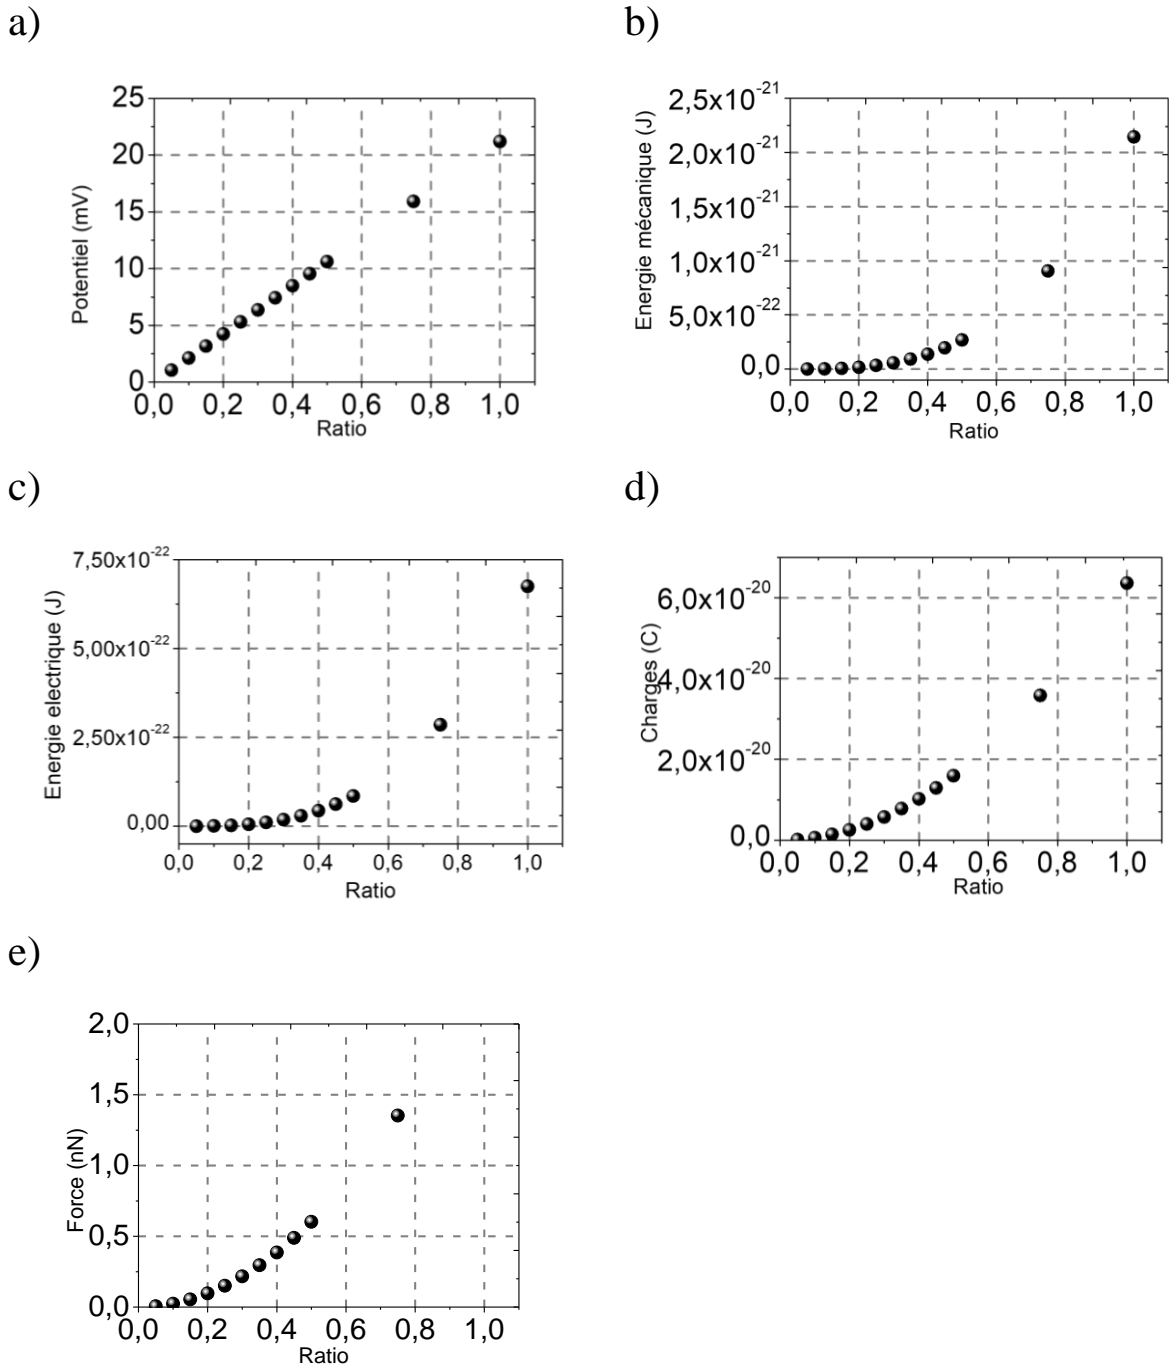 a)
b)
25
20
15
10
5
0
Potentiel (mV)
0,0 0,2 0,4 0,6 0,8 1,0
Ratio
2,5x10-21
2,0x10-21
1,5x10-21
1,0x10-21
5,0x10-22
0,0
Energie mécanique (J)
0,0 0,2 0,4 0,6 0,8 1,0
Ratio
c)
d)
7,50x10-22
5,00x10-22
2,50x10-22
0,00
Energie electrique (J)
0,0 0,2 0,4 0,6 0,8 1,0
Ratio
6,0x10-20
4,0x10-20
2,0x10-20
0,0
Charges (C)
0,0 0,2 0,4 0,6 0,8 1,0
Ratio
e)
2,0
1,5
1,0
0,5
0,0
Force (nN)
0,0 0,2 0,4 0,6 0,8 1,0
Ratio